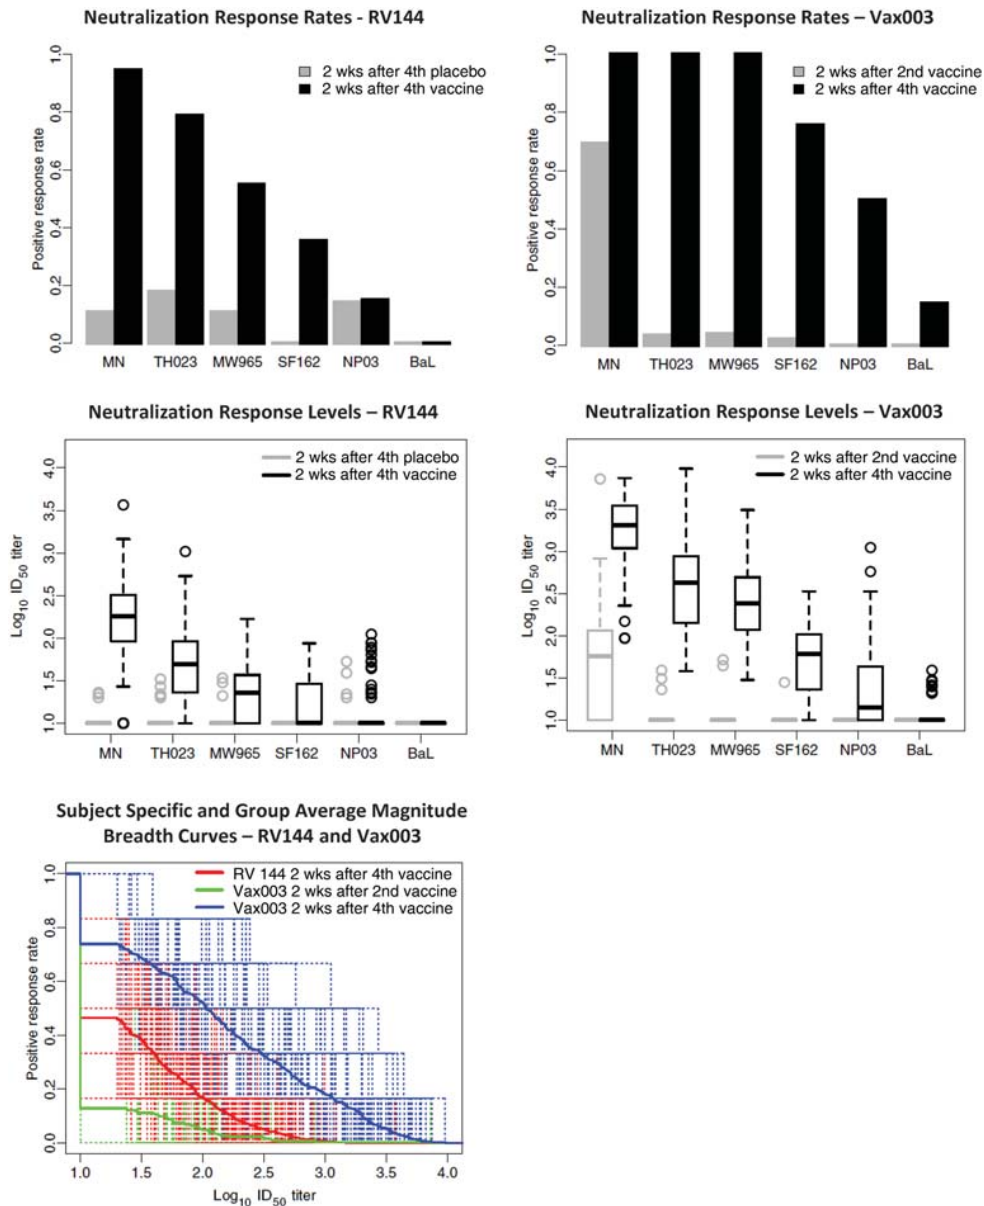 Neutralization Response Rates - RV144
Positive response rate
1.0
0.8
0.6
0.4
0.2
0.0
2 wks after 4th placebo
2 wks after 4th vaccine
MN TH023 MW965 SF162 NP03 BaL
Neutralization Response Rates – Vax003
Positive response rate
1.0
0.8
0.6
0.4
0.2
0.0
2 wks after 2nd vaccine
2 wks after 4th vaccine
MN TH023 MW965 SF162 NP03 BaL
Neutralization Response Levels – RV144
Log10 ID50 titer
4.0
3.5
3.0
2.5
2.0
1.5
1.0
2 wks after 4th placebo
2 wks after 4th vaccine
MN TH023 MW965 SF162 NP03 BaL
Neutralization Response Levels – Vax003
Log10 ID50 titer
4.0
3.5
3.0
2.5
2.0
1.5
1.0
2 wks after 2nd vaccine
2 wks after 4th vaccine
MN TH023 MW965 SF162 NP03 BaL
Subject Specific and Group Average Magnitude
Breadth Curves – RV144 and Vax003
Positive response rate
1.0
0.8
0.6
0.4
0.2
0.0
RV 144 2 wks after 4th vaccine
Vax003 2 wks after 2nd vaccine
Vax003 2 wks after 4th vaccine
1.0 1.5 2.0 2.5 3.0 3.5 4.0
Log10 ID50 titer